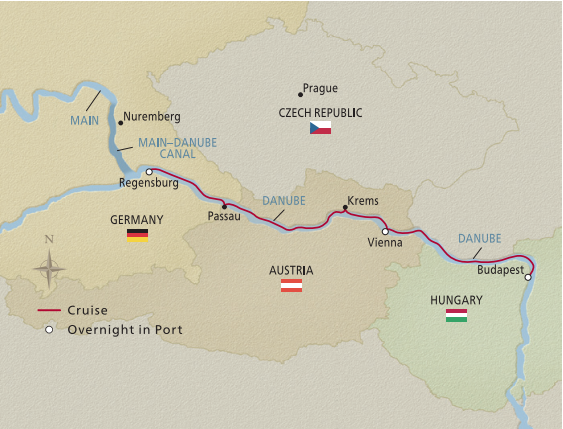 Prague
CZECH REPUBLIC
MAIN
Nuremberg
MAIN–DANUBE
CANAL
Regensburg
DANUBE
Krems
Passau
GERMANY
Vienna
DANUBE
Budapest
N
AUSTRIA
HUNGARY
Cruise
Overnight in Port